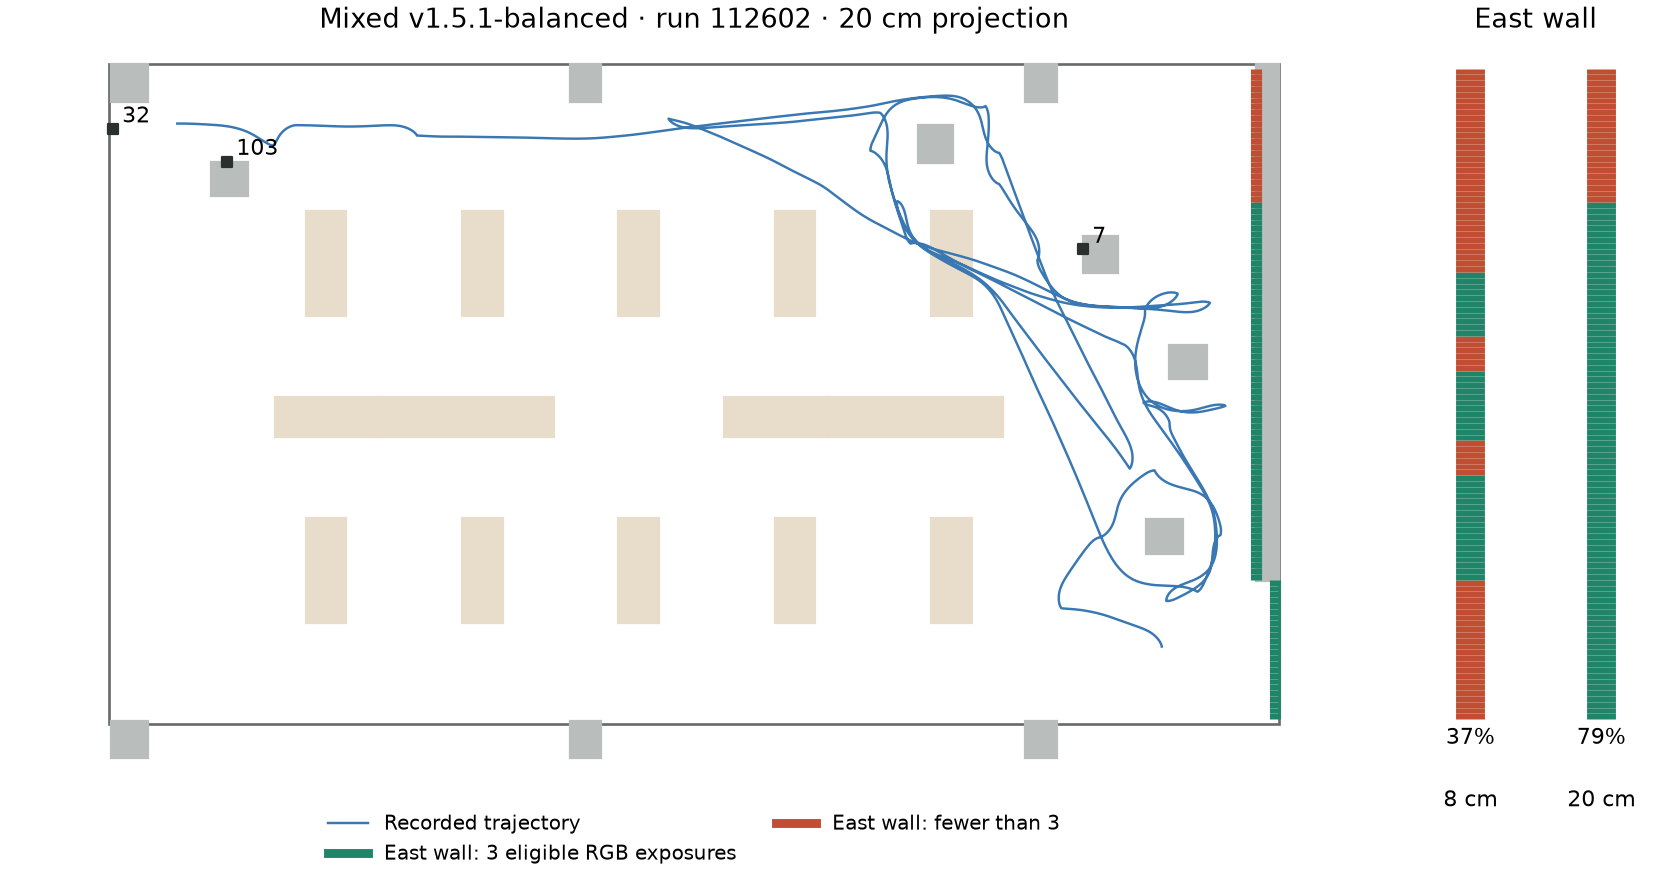 Mixed v1.5.1-balanced · run 112602 · 20 cm projection
East wall
32
103
7
37%
79%
8 cm
20 cm
Recorded trajectory
East wall: fewer than 3
East wall: 3 eligible RGB exposures